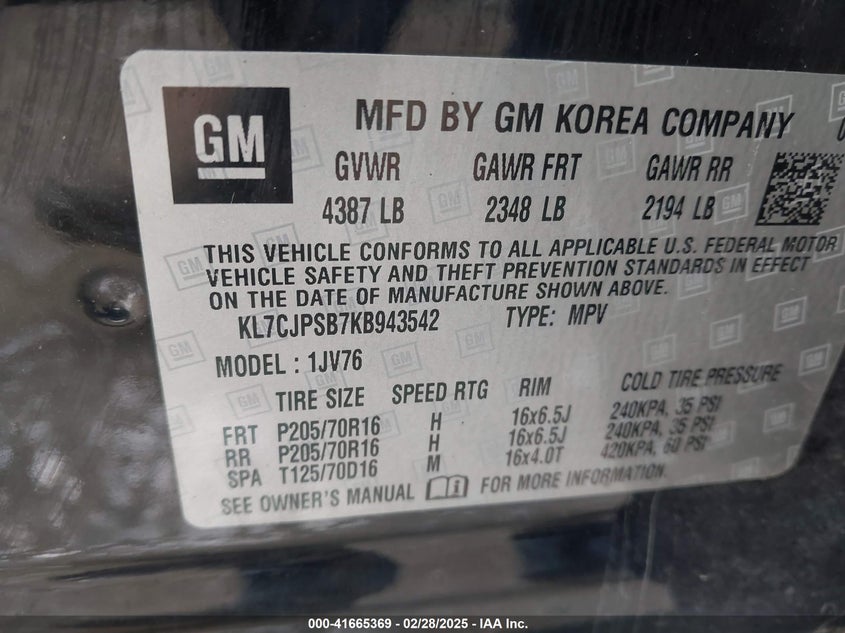 GM
MFD BY GM KOREA COMPANY
GVWR GAWR FRT GAWR RR
4387 LB 2348 LB 2194 LB
THIS VEHICLE CONFORMS TO ALL APPLICABLE U.S. FEDERAL MOTOR
VEHICLE SAFETY AND THEFT PREVENTION STANDARDS IN EFFECT
ON THE DATE OF MANUFACTURE SHOWN ABOVE.
KL7CJPSB7KB943542 TYPE: MPV
MODEL : 1JV76
TIRE SIZE SPEED RTG RIM COLD TIRE PRESSURE
FRT P205/70R16 H 16x6.5J 240KPA, 35 PSI
RR P205/70R16 H 16x6.5J 240KPA, 35 PSI
SPA T125/70D16 M 16x4.0T 420KPA, 60 PSI
SEE OWNER'S MANUAL FOR MORE INFORMATION.
000-41665369 - 02/28/2025 - IAA Inc.